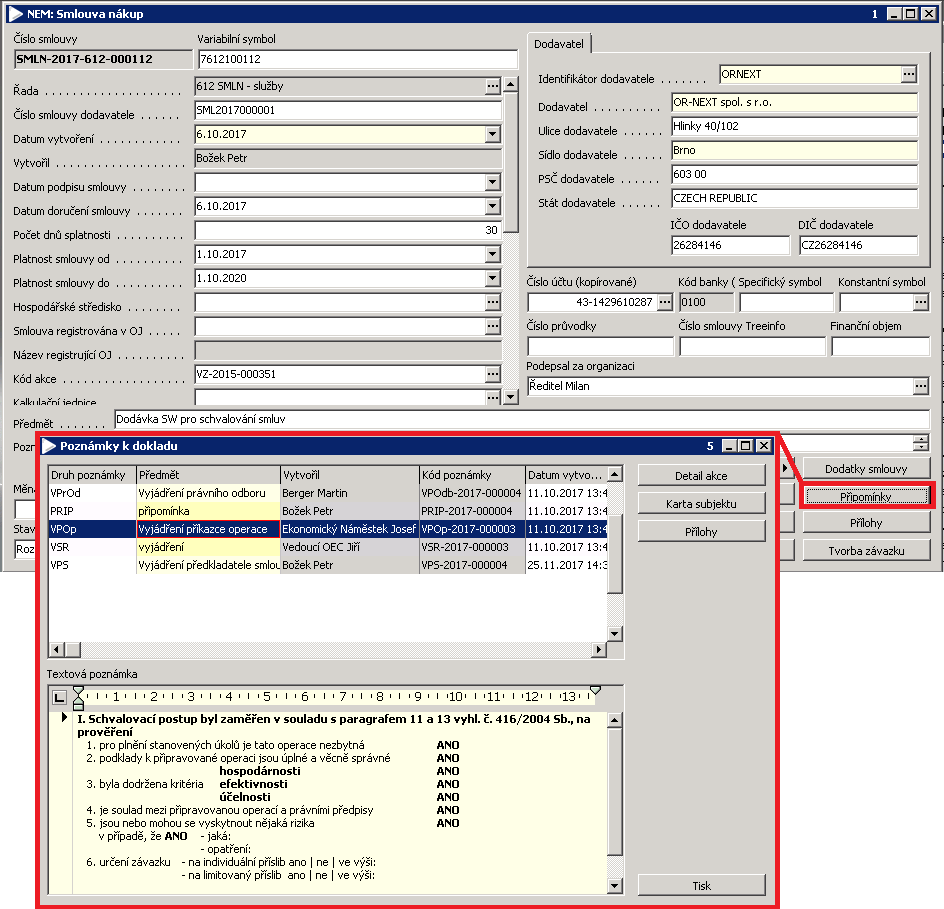 NEM: Smlouva nákup 1
Číslo smlouvy Variabilní symbol
SMLN-2017-612-000112 7612100112
Řada 612 SMLN - služby
Číslo smlouvy dodavatele SML2017000001
Datum vytvoření 6.10.2017
Vytvořil Božek Petr
Datum podpisu smlouvy
Datum doručení smlouvy 6.10.2017
Počet dnů splatnosti 30
Platnost smlouvy od 1.10.2017
Platnost smlouvy do 1.10.2020
Hospodářské středisko
Smlouva registrována v OJ
Název registrující OJ
Kód akce VZ-2015-000351
Kalkulační jednice
Předmět Dodávka SW pro schvalování smluv
Pozn
Měna
Stav
Roz
Dodavatel
Identifikátor dodavatele ORNEXT
Dodavatel OR-NEXT spol. s r.o.
Ulice dodavatele Hlinky 40/102
Sídlo dodavatele Brno
PSČ dodavatele 603 00
Stát dodavatele CZECH REPUBLIC
IČO dodavatele DIČ dodavatele
26284146 CZ26284146
Číslo účtu (kopírované) Kód banky ( Specifický symbol Konstantní symbol
43-1429610287 0100
Číslo průvodky Číslo smlouvy Treeinfo Finanční objem
Podepsal za organizaci
Ředitel Milan
Dodatky smlouvy
Připomínky
Přílohy
Tvorba závazku
Poznámky k dokladu 5
Druh poznámky Předmět Vytvořil Kód poznámky Datum vytvo...
VPrOd Vyjádření právního odboru Berger Martin VPOdb-2017-000004 11.10.2017 13:4
PRIP připomínka Božek Petr PRIP-2017-000004 11.10.2017 13:4
VPOp Vyjádření příkazce operace Ekonomický Náměstek Josef VPOp-2017-000003 11.10.2017 13:4
VSR vyjádření Vedoucí OEC Jiří VSR-2017-000003 11.10.2017 13:4
VPS Vyjádření předkladatele smlou Božek Petr VPS-2017-000004 25.11.2017 14:3
Detail akce
Karta subjektu
Přílohy
Textová poznámka
1 2 3 4 5 6 7 8 9 10 11 12 13
I. Schvalovací postup byl zaměřen v souladu s paragrafem 11 a 13 vyhl. č. 416/2004 Sb., na
prověření
1. pro plnění stanovených úkolů je tato operace nezbytná ANO
2. podklady k připravované operaci jsou úplné a věcně správné ANO
hospodárnosti ANO
3. byla dodržena kritéria efektivnosti ANO
účelnosti ANO
4. je soulad mezi připravovanou operací a právními předpisy ANO
5. jsou nebo mohou se vyskytnout nějaká rizika ANO
v případě, že ANO - jaká:
- opatření:
6. určení závazku - na individuální příslib ano | ne | ve výši:
- na limitovaný příslib ano | ne | ve výši:
Tisk